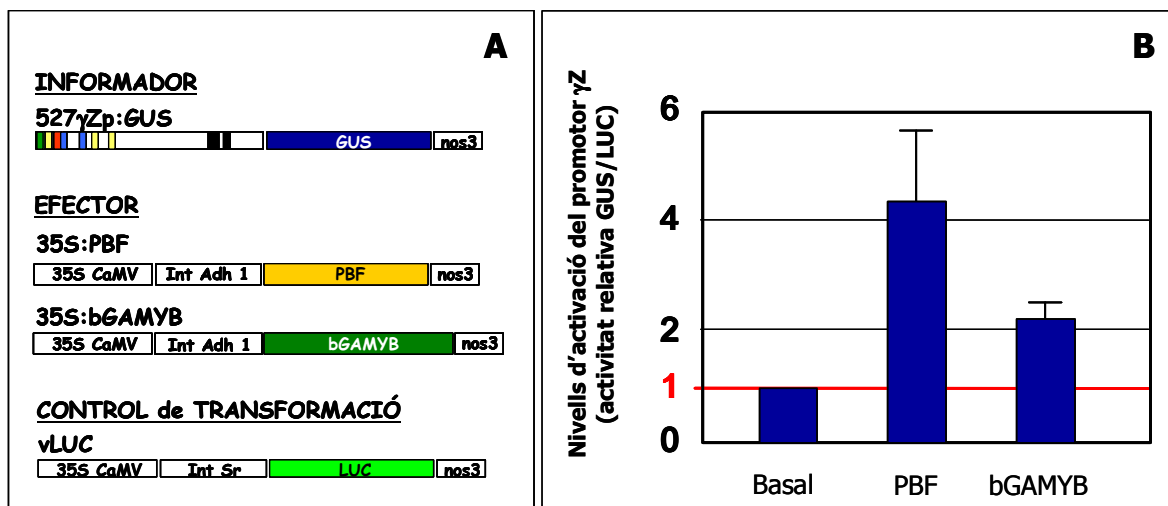 A
INFORMADOR
527γZp:GUS
GUS nos3
EFECTOR
35S:PBF
35S CaMV Int Adh 1 PBF nos3
35S:bGAMYB
35S CaMV Int Adh 1 bGAMYB nos3
CONTROL de TRANSFORMACIÓ
vLUC
35S CaMV Int Sr LUC nos3
B
Nivells d'activació del promotor γZ
(activitat relativa GUS/LUC)
6
4
2
1
0
Basal PBF bGAMYB